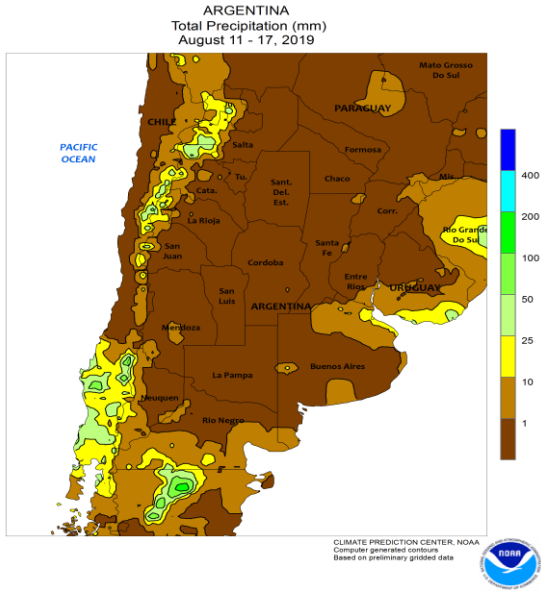 ARGENTINA
Total Precipitation (mm)
August 11 - 17, 2019
Mato Grosso
Do Sul
PARAGUAY
CHILE
PACIFIC
OCEAN
Salta
Formosa
Tu.
Chaco
Mis.
Cata.
Sant.
Del.
Est.
Corr.
La Rioja
Rio Grande
Do Sul
Santa
Fe
San
Juan
Cordoba
Entre
Rios
URUGUAY
San
Luis
ARGENTINA
Mendoza
Buenos Aires
La Pampa
Neuquen
Rio Negro
400
200
100
50
25
10
1
CLIMATE PREDICTION CENTER, NOAA
Computer generated contours
Based on preliminary gridded data
NOAA